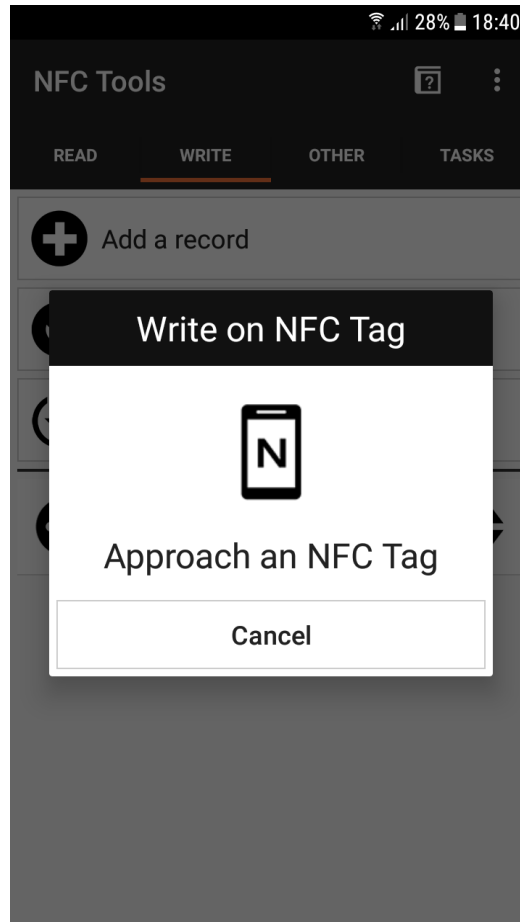 28% 18:40
NFC Tools
READ WRITE OTHER TASKS
Add a record
Write on NFC Tag
N
Approach an NFC Tag
Cancel